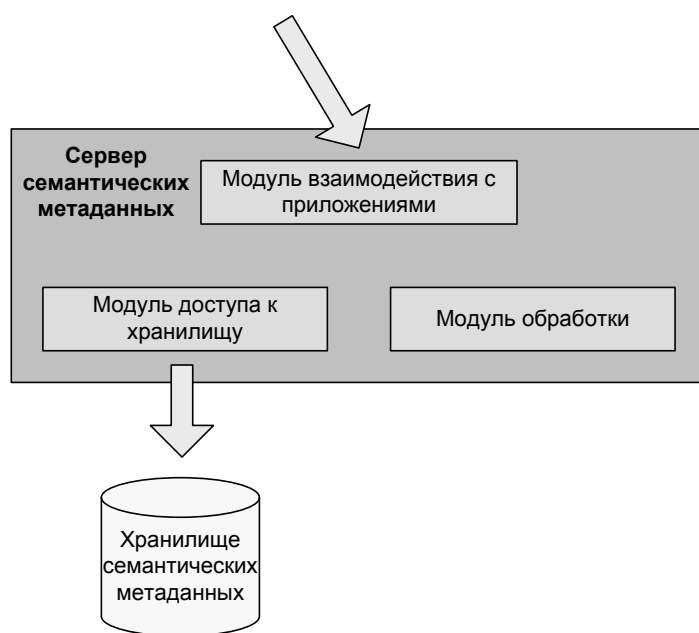 Сервер
семантических
метаданных
Модуль взаимодействия с
приложениями
Модуль доступа к
хранилищу
Модуль обработки
Хранилище
семантических
метаданных